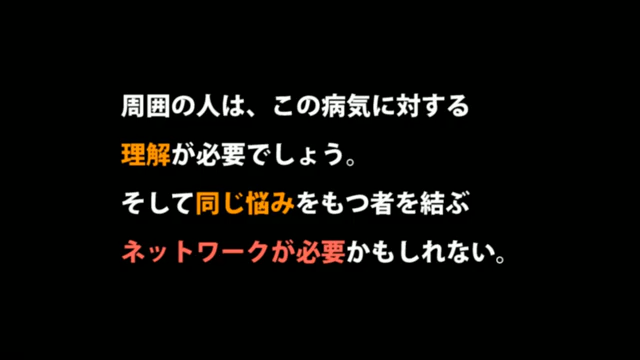 周囲の人は、この病気に対する
理解が必要でしょう。
そして同じ悩みをもつ者を結ぶ
ネットワークが必要かもしれない。